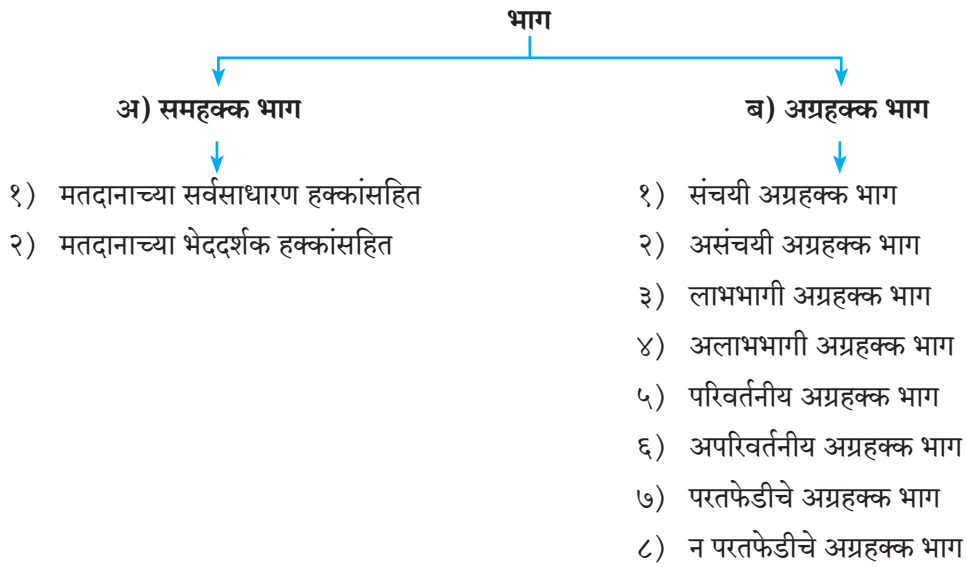 भाग
अ) समहक्क भाग
१) मतदानाच्या सर्वसाधारण हक्कांसहित
२) मतदानाच्या भेददर्शक हक्कांसहित
ब) अग्रहक्क भाग
१) संचयी अग्रहक्क भाग
२) असंचयी अग्रहक्क भाग
३) लाभभागी अग्रहक्क भाग
४) अलाभभागी अग्रहक्क भाग
५) परिवर्तनीय अग्रहक्क भाग
६) अपरिवर्तनीय अग्रहक्क भाग
७) परतफेडीचे अग्रहक्क भाग
८) न परतफेडीचे अग्रहक्क भाग